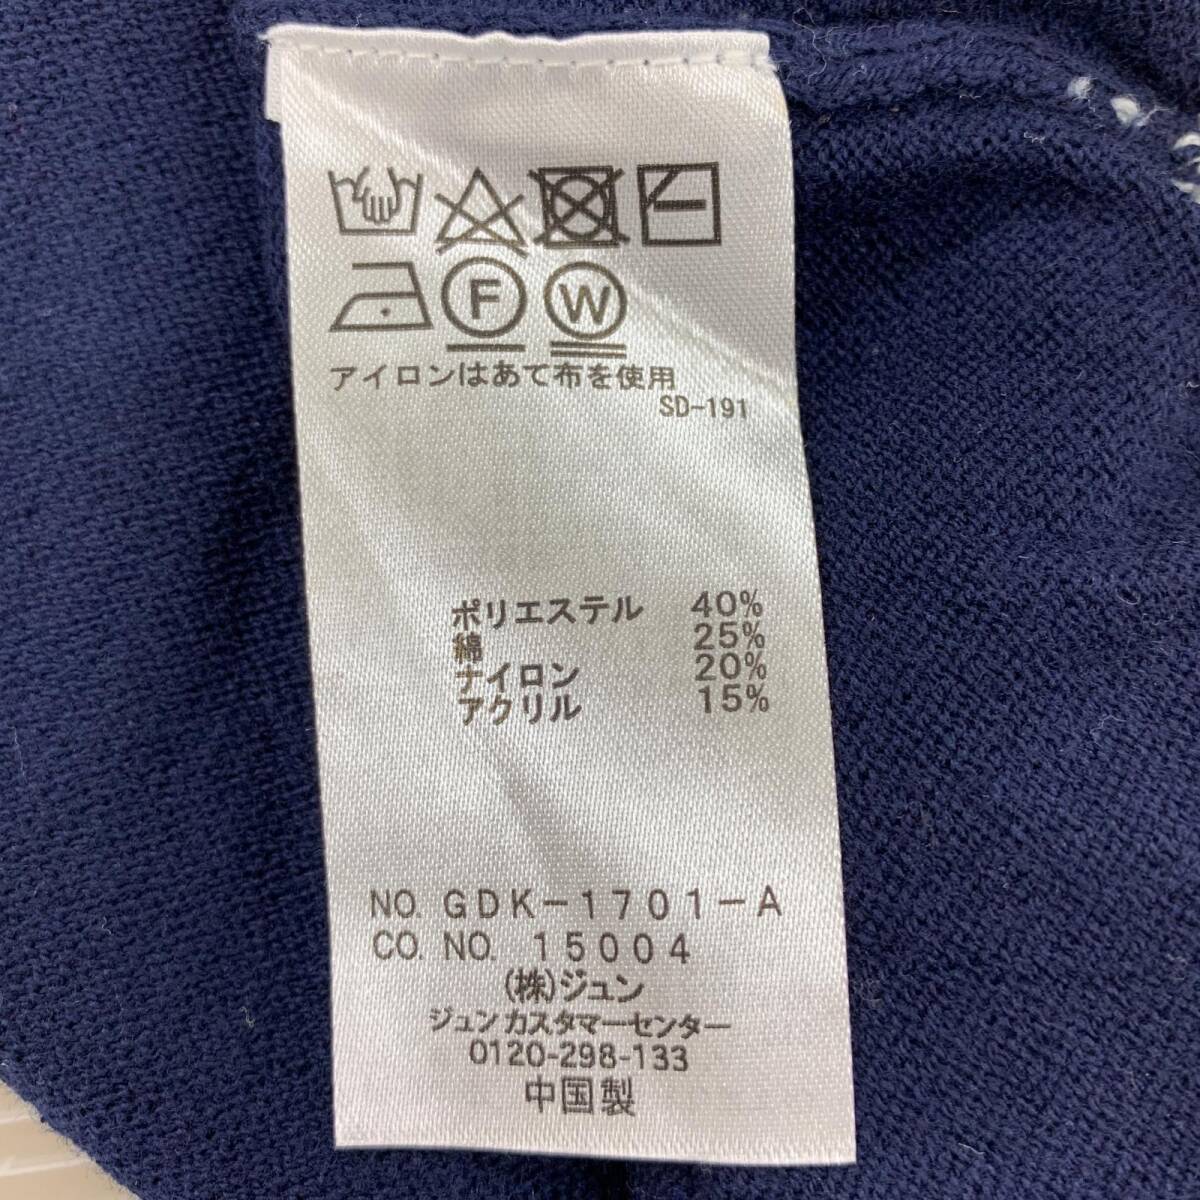 F W
アイロンはあて布を使用
SD-191
ポリエステル 40%
綿 25%
ナイロン 20%
アクリル 15%
NO. GDK-1701-A
CO. NO. 15004
(株)ジュン
ジュンカスタマーセンター
0120-298-133
中国製